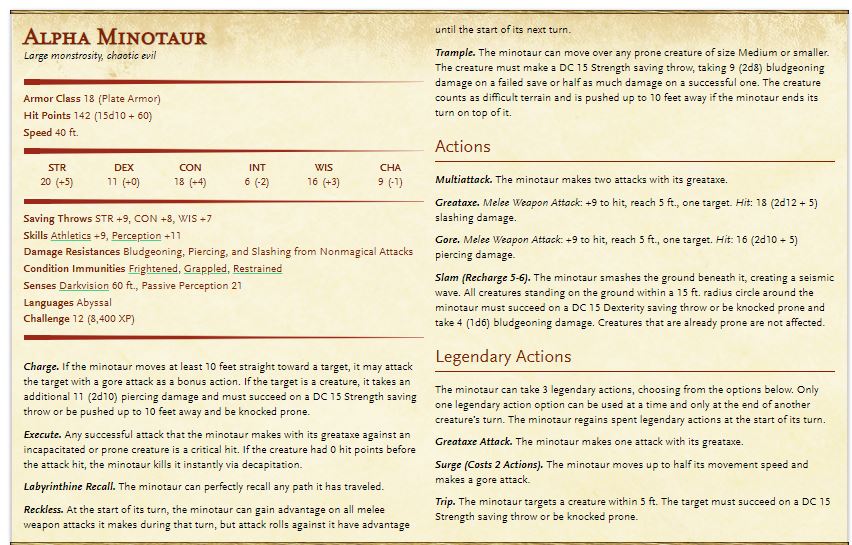 Alpha Minotaur
Large monstrosity, chaotic evil
Armor Class 18 (Plate Armor)
Hit Points 142 (15d10 + 60)
Speed 40 ft.
STR DEX CON INT WIS CHA
20 (+5) 11 (+0) 18 (+4) 6 (-2) 16 (+3) 9 (-1)
Saving Throws STR +9, CON +8, WIS +7
Skills Athletics +9, Perception +11
Damage Resistances Bludgeoning, Piercing, and Slashing from Nonmagical Attacks
Condition Immunities Frightened, Grappled, Restrained
Senses Darkvision 60 ft., Passive Perception 21
Languages Abyssal
Challenge 12 (8,400 XP)
Charge. If the minotaur moves at least 10 feet straight toward a target, it may attack
the target with a gore attack as a bonus action. If the target is a creature, it takes an
additional 11 (2d10) piercing damage and must succeed on a DC 15 Strength saving
throw or be pushed up to 10 feet away and be knocked prone.
Execute. Any successful attack that the minotaur makes with its greataxe against an
incapacitated or prone creature is a critical hit. If the creature had 0 hit points before
the attack hit, the minotaur kills it instantly via decapitation.
Labyrinthine Recall. The minotaur can perfectly recall any path it has traveled.
Reckless. At the start of its turn, the minotaur can gain advantage on all melee
weapon attacks it makes during that turn, but attack rolls against it have advantage
until the start of its next turn.
Trample. The minotaur can move over any prone creature of size Medium or smaller.
The creature must make a DC 15 Strength saving throw, taking 9 (2d8) bludgeoning
damage on a failed save or half as much damage on a successful one. The creature
counts as difficult terrain and is pushed up to 10 feet away if the minotaur ends its
turn on top of it.
Actions
Multiattack. The minotaur makes two attacks with its greataxe.
Greataxe. Melee Weapon Attack: +9 to hit, reach 5 ft., one target. Hit: 18 (2d12 + 5)
slashing damage.
Gore. Melee Weapon Attack: +9 to hit, reach 5 ft., one target. Hit: 16 (2d10 + 5)
piercing damage.
Slam (Recharge 5-6). The minotaur smashes the ground beneath it, creating a seismic
wave. All creatures standing on the ground within a 15 ft. radius circle around the
minotaur must succeed on a DC 15 Dexterity saving throw or be knocked prone and
take 4 (1d6) bludgeoning damage. Creatures that are already prone are not affected.
Legendary Actions
The minotaur can take 3 legendary actions, choosing from the options below. Only
one legendary action option can be used at a time and only at the end of another
creature's turn. The minotaur regains spent legendary actions at the start of its turn.
Greataxe Attack. The minotaur makes one attack with its greataxe.
Surge (Costs 2 Actions). The minotaur moves up to half its movement speed and
makes a gore attack.
Trip. The minotaur targets a creature within 5 ft. The target must succeed on a DC 15
Strength saving throw or be knocked prone.